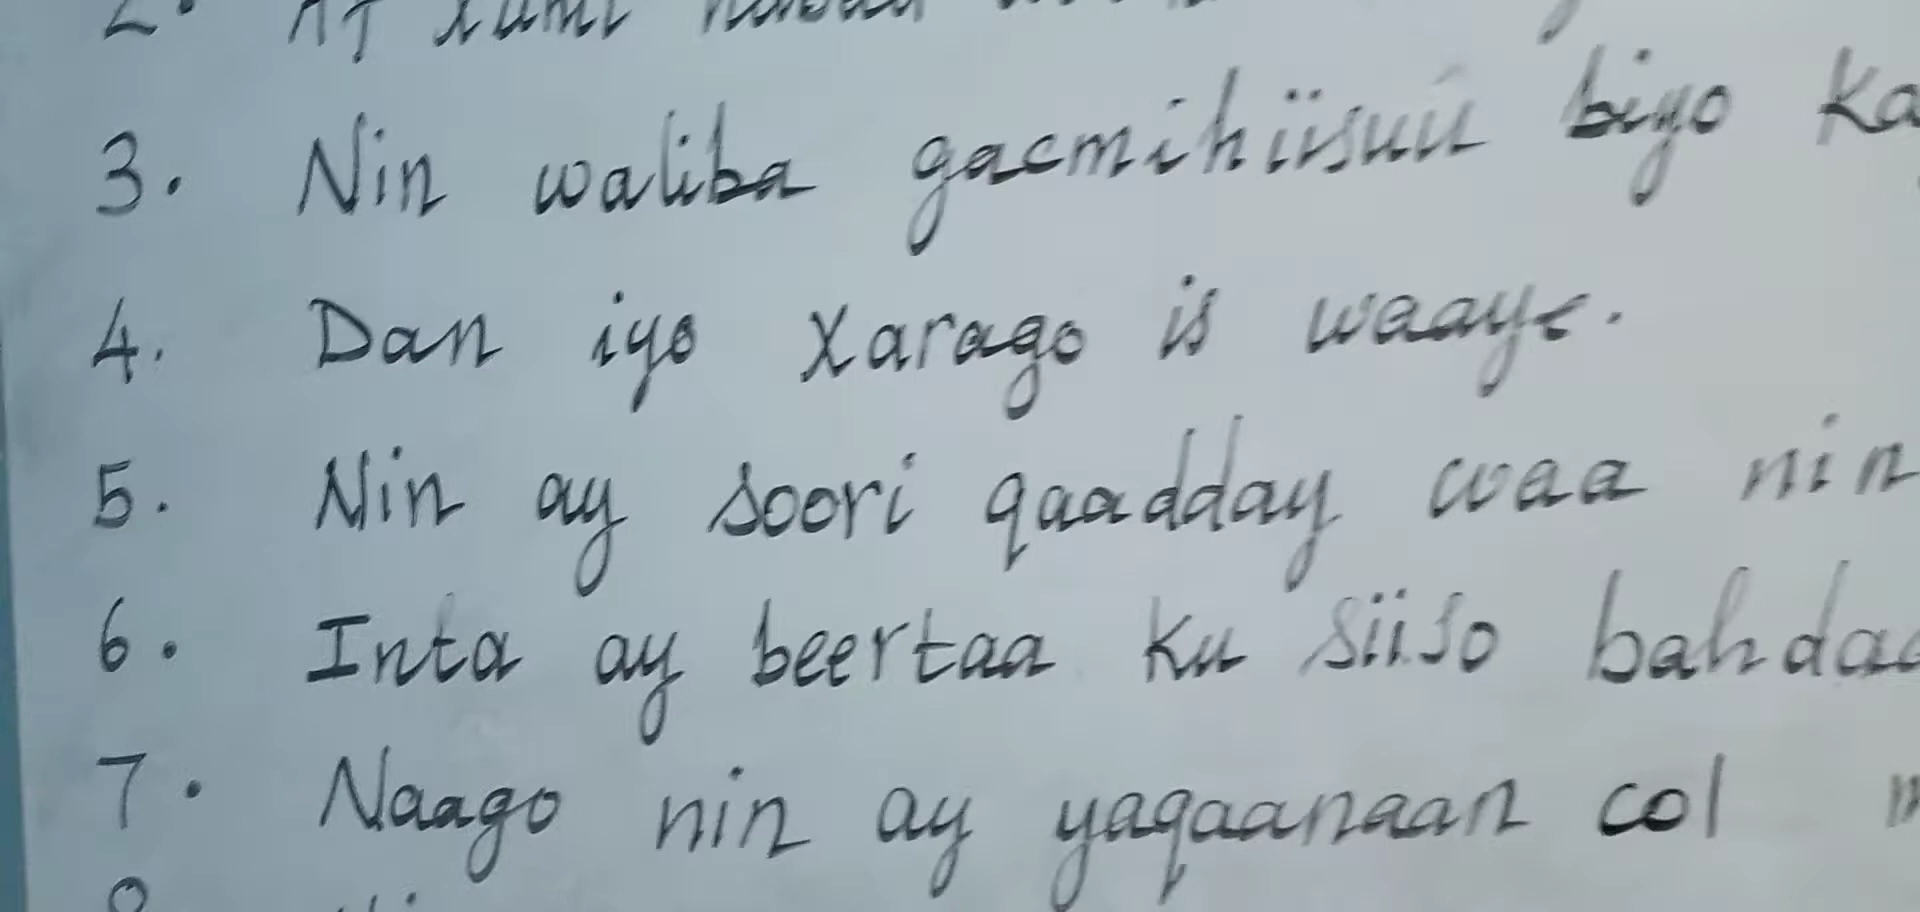 3. Nin waliba gacmihiisuu biyo ka
4. Dan iyo xarago is waaye.
5. Nin ay soori qaadday waa nin
6. Inta ay beertaa ku siiso bahda
7. Naago nin ay yaqaanaan col